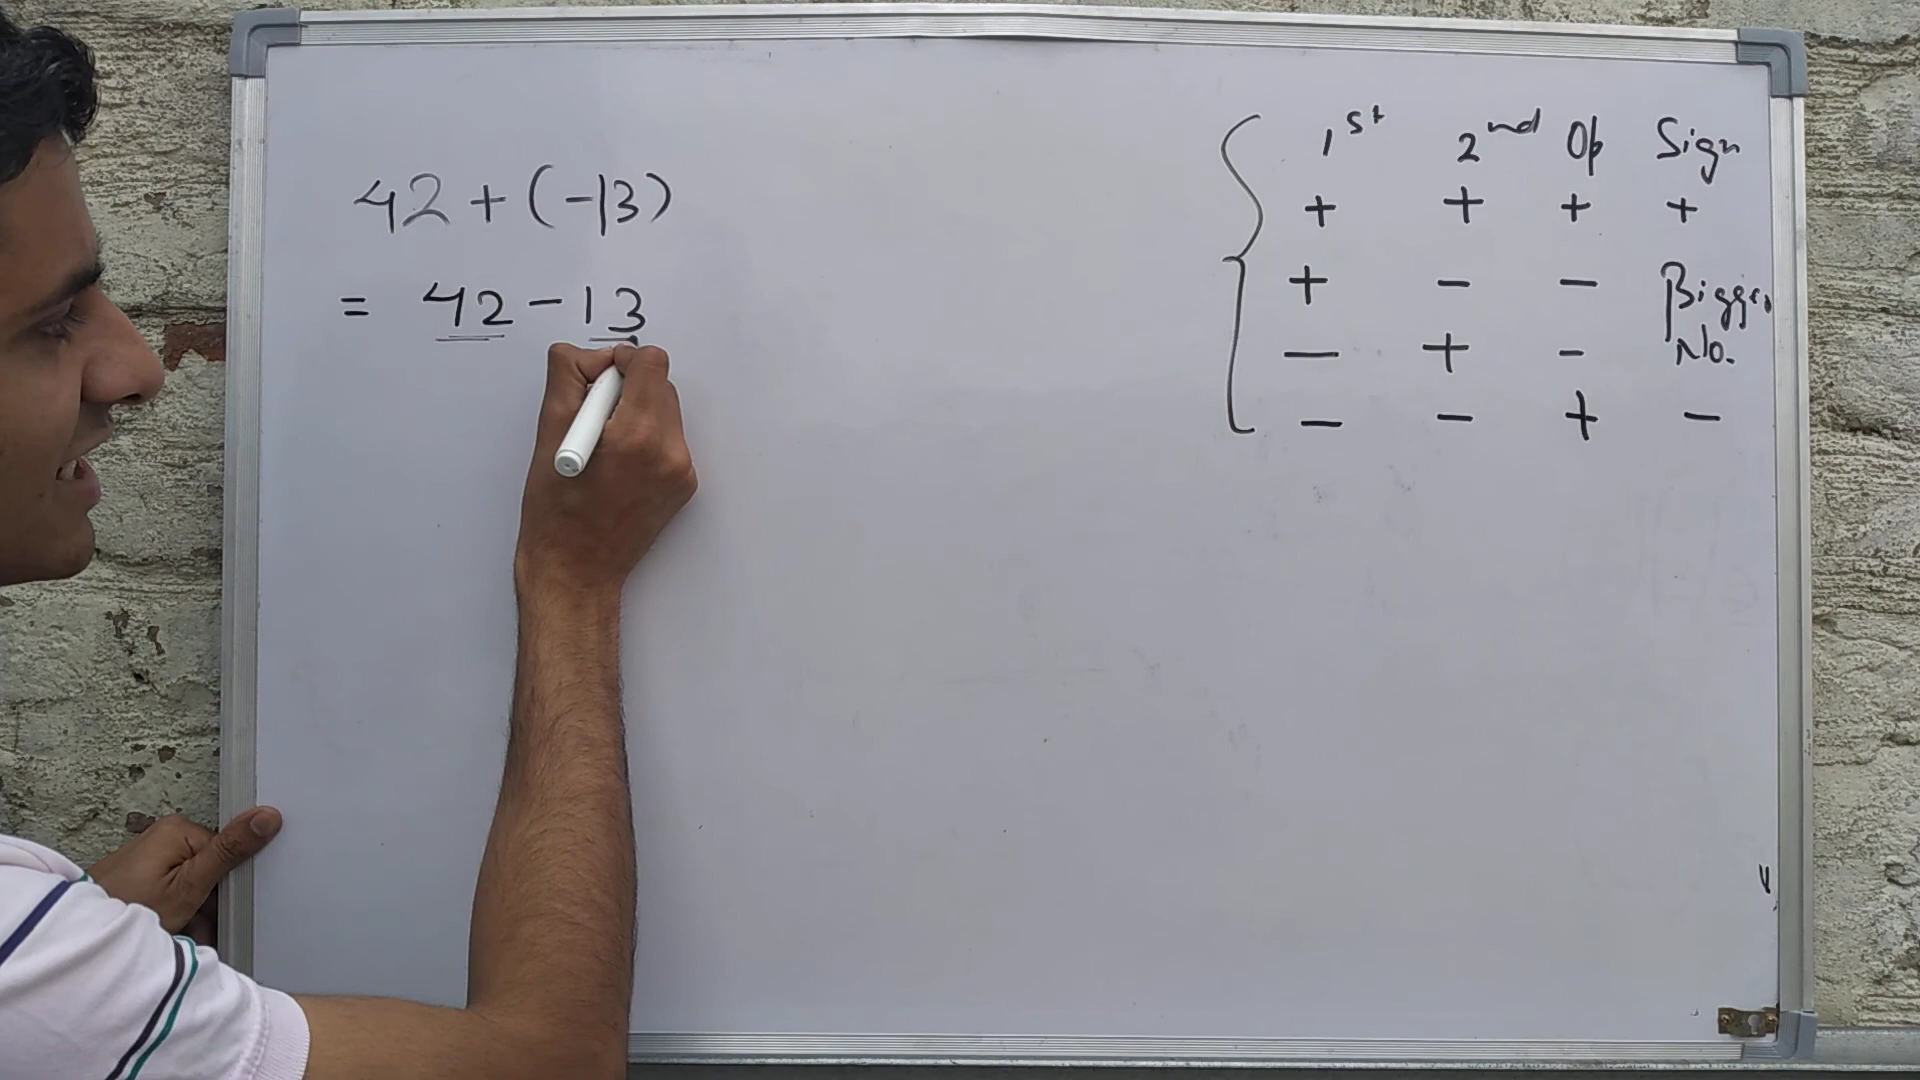 42 + (-13)
= 42 - 13
1st 2nd Op Sign
+ + + +
+ - - Bigger
- + - No.
- - + -